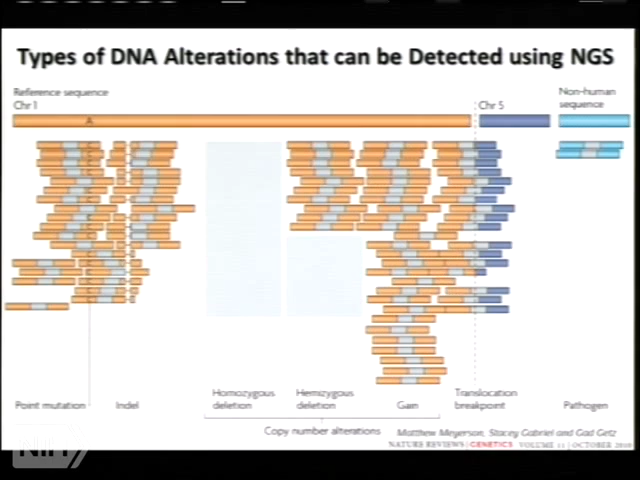 Types of DNA Alterations that can be Detected using NGS
Reference sequence
Chr 1
Chr 5
Non-human
sequence
A
Point mutation
Indel
Homozygous
deletion
Hemizygous
deletion
Gain
Translocation
breakpoint
Pathogen
Copy number alterations
Matthew Meyerson, Stacey Gabriel and Gad Getz
NATURE REVIEWS | GENETICS VOLUME 11 | OCTOBER 2010
NIH